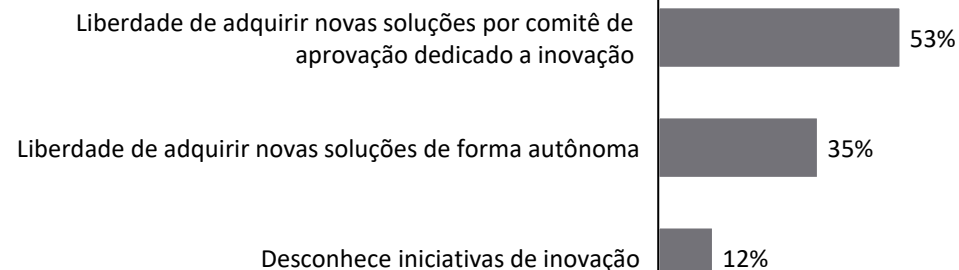 Liberdade de adquirir novas soluções por comitê de
aprovação dedicado a inovação
53%
Liberdade de adquirir novas soluções de forma autônoma
35%
Desconhece iniciativas de inovação
12%